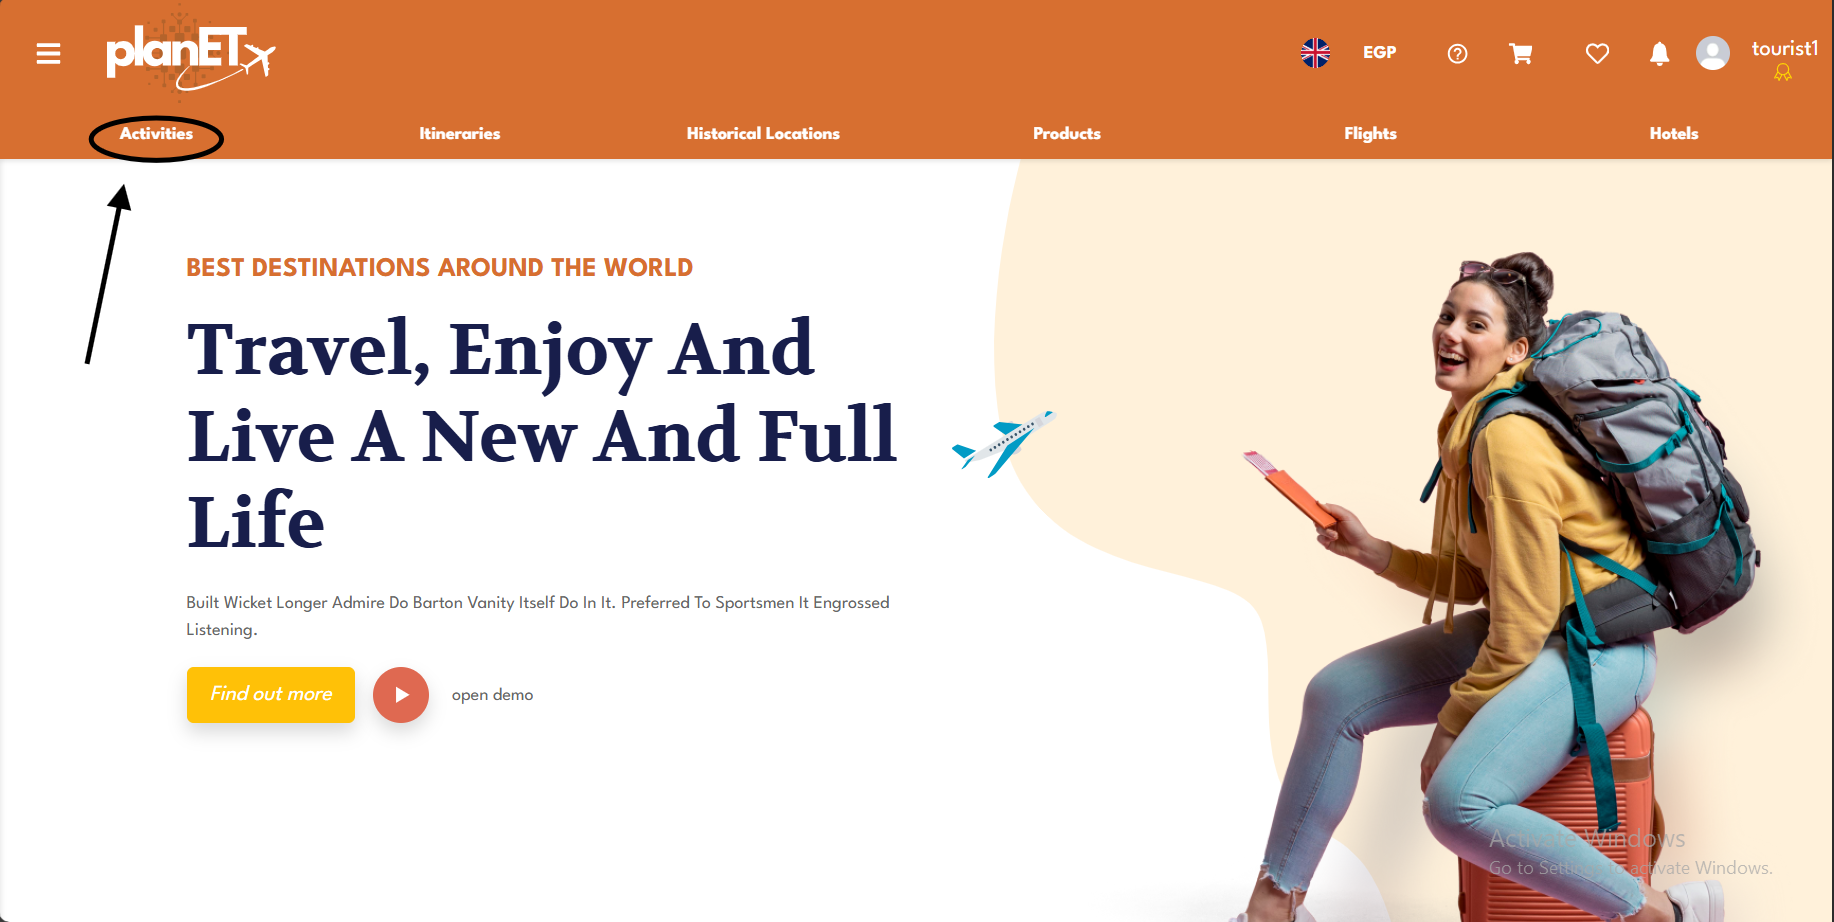 planET
EGP
tourist1
Activities
Itineraries
Historical Locations
Products
Flights
Hotels
BEST DESTINATIONS AROUND THE WORLD
Travel, Enjoy And
Live A New And Full
Life
Built Wicket Longer Admire Do Barton Vanity Itself Do In It. Preferred To Sportsmen It Engrossed
Listening.
Find out more
open demo
Activate Windows
Go to Settings to activate Windows.